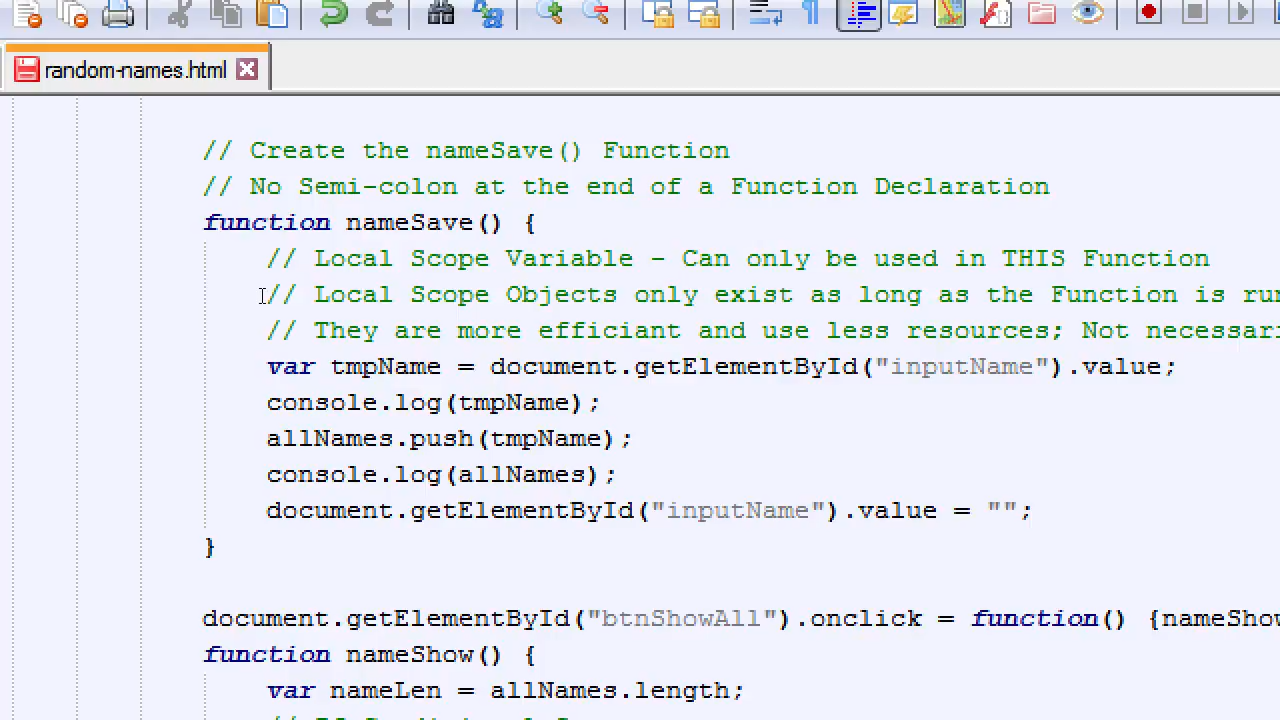 random-names.html
// Create the nameSave() Function
// No Semi-colon at the end of a Function Declaration
function nameSave() {
// Local Scope Variable - Can only be used in THIS Function
// Local Scope Objects only exist as long as the Function is
// They are more efficiant and use less resources; Not
var tmpName = document.getElementById("inputName").value;
console.log(tmpName);
allNames.push(tmpName);
console.log(allNames);
document.getElementById("inputName").value = "";
}
document.getElementById("btnShowAll").onclick = function() {
function nameShow() {
var nameLen = allNames.length;